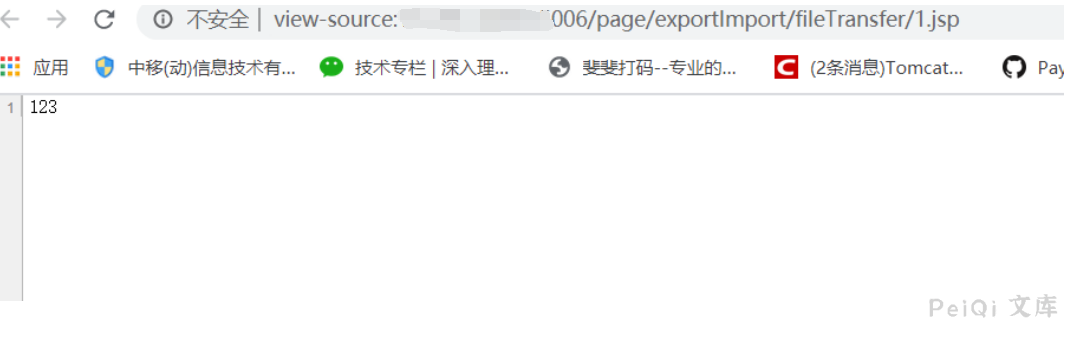 不安全 | view-source: 006/page/exportImport/fileTransfer/1.jsp
应用 中移(动)信息技术有... 技术专栏 | 深入理... 斐斐打码--专业的... (2条消息)Tomcat... Pay
1 123
PeiQi 文库